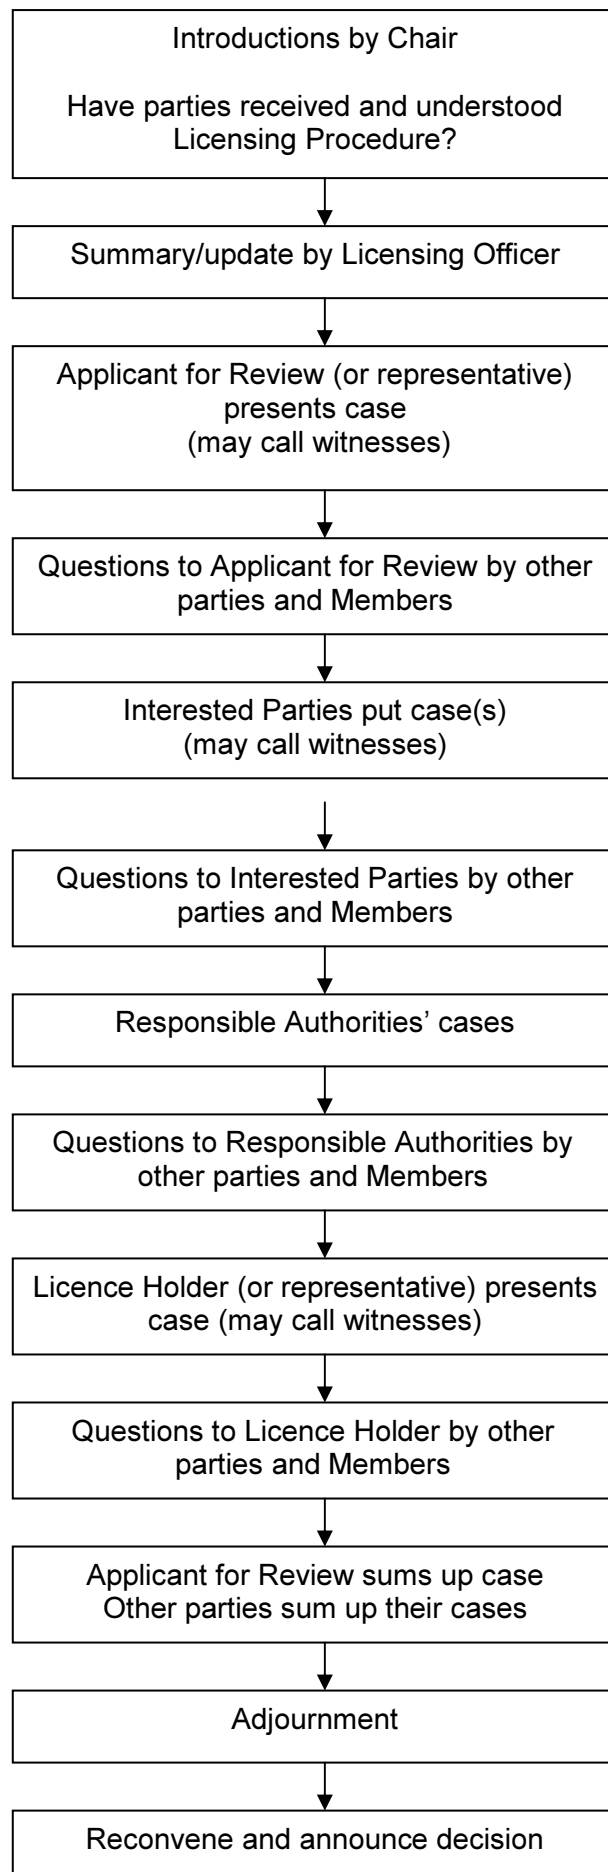 Introductions by Chair
Have parties received and understood
Licensing Procedure?
Summary/update by Licensing Officer
Applicant for Review (or representative)
presents case
(may call witnesses)
Questions to Applicant for Review by other
parties and Members
Interested Parties put case(s)
(may call witnesses)
Questions to Interested Parties by other
parties and Members
Responsible Authorities’ cases
Questions to Responsible Authorities by
other parties and Members
Licence Holder (or representative) presents
case (may call witnesses)
Questions to Licence Holder by other
parties and Members
Applicant for Review sums up case
Other parties sum up their cases
Adjournment
Reconvene and announce decision